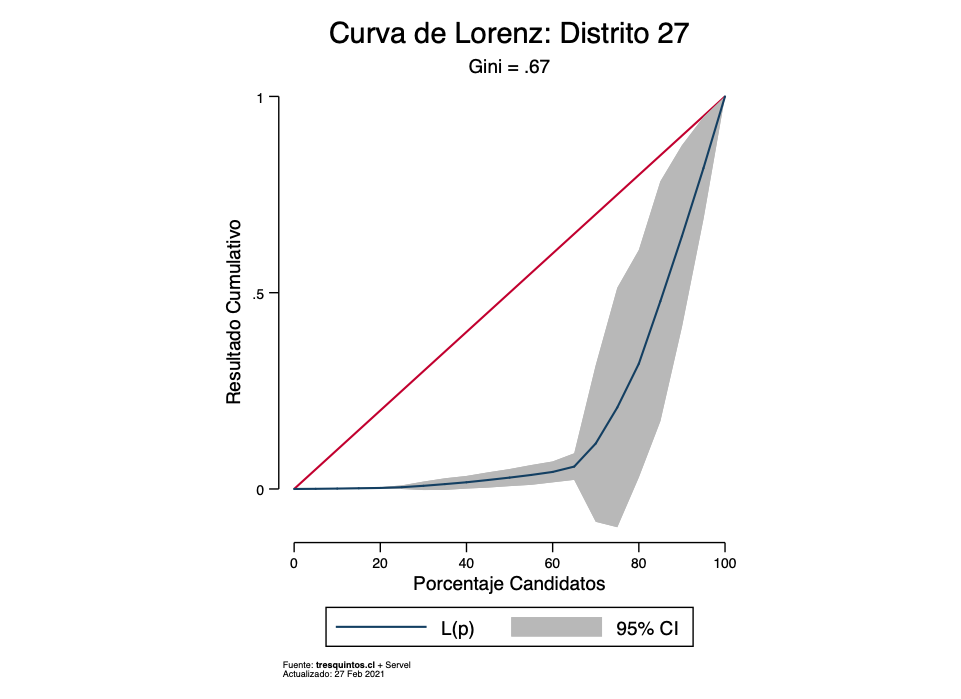 Curva de Lorenz: Distrito 27
Gini = .67
1
.5
0
Resultado Cumulativo
0 20 40 60 80 100
Porcentaje Candidatos
L(p) 95% CI
Fuente: tresquintos.cl + Servel
Actualizado: 27 Feb 2021